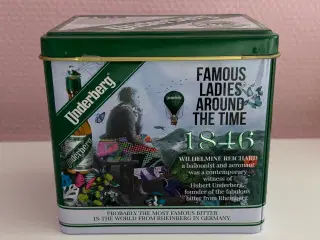 Underberg
FAMOUS
LADIES
AROUND
THE TIME
1846
WILHELMINE REICHARD
a balloonist and aeronaut
was a contemporary
witness of
Hubert Underberg,
founder of the fabulous
bitter from Rheinberg.
PROBABLY THE MOST FAMOUS BITTER
IN THE WORLD FROM RHEINBERG IN GERMANY.